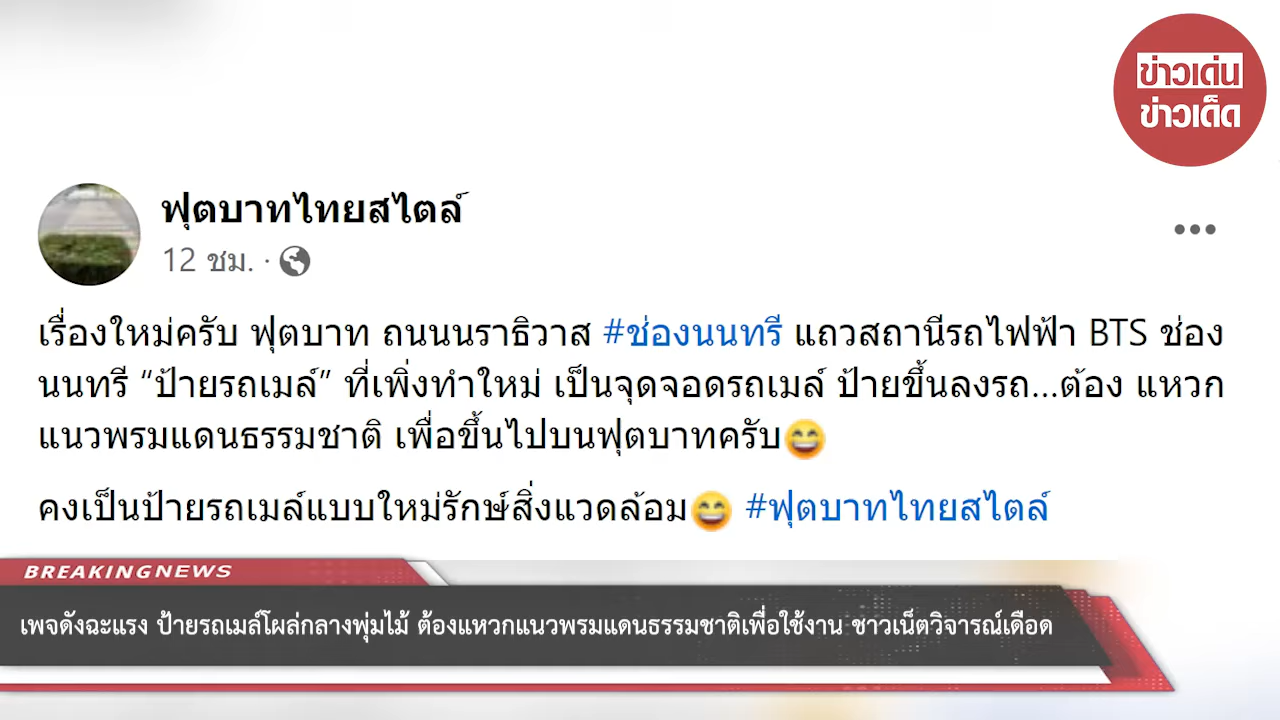 ข่าวเด่น
ข่าวเด็ด
ฟุตบาทไทยสไตล์
12 ชม. ·
เรื่องใหม่ครับ ฟุตบาท ถนนนราธิวาส #ช่องนนทรี แถวสถานีรถไฟฟ้า BTS ช่อง
นนทรี “ป้ายรถเมล์” ที่เพิ่งทำใหม่ เป็นจุดจอดรถเมล์ ป้ายขึ้นลงรถ...ต้อง แหวก
แนวพรมแดนธรรมชาติ เพื่อขึ้นไปบนฟุตบาทครับ😄
คงเป็นป้ายรถเมล์แบบใหม่รักษ์สิ่งแวดล้อม😄 #ฟุตบาทไทยสไตล์
BREAKING NEWS
เพจดังฉะแรง ป้ายรถเมล์โผล่กลางพุ่มไม้ ต้องแหวกแนวพรมแดนธรรมชาติเพื่อใช้งาน ชาวเน็ตวิจารณ์เดือด